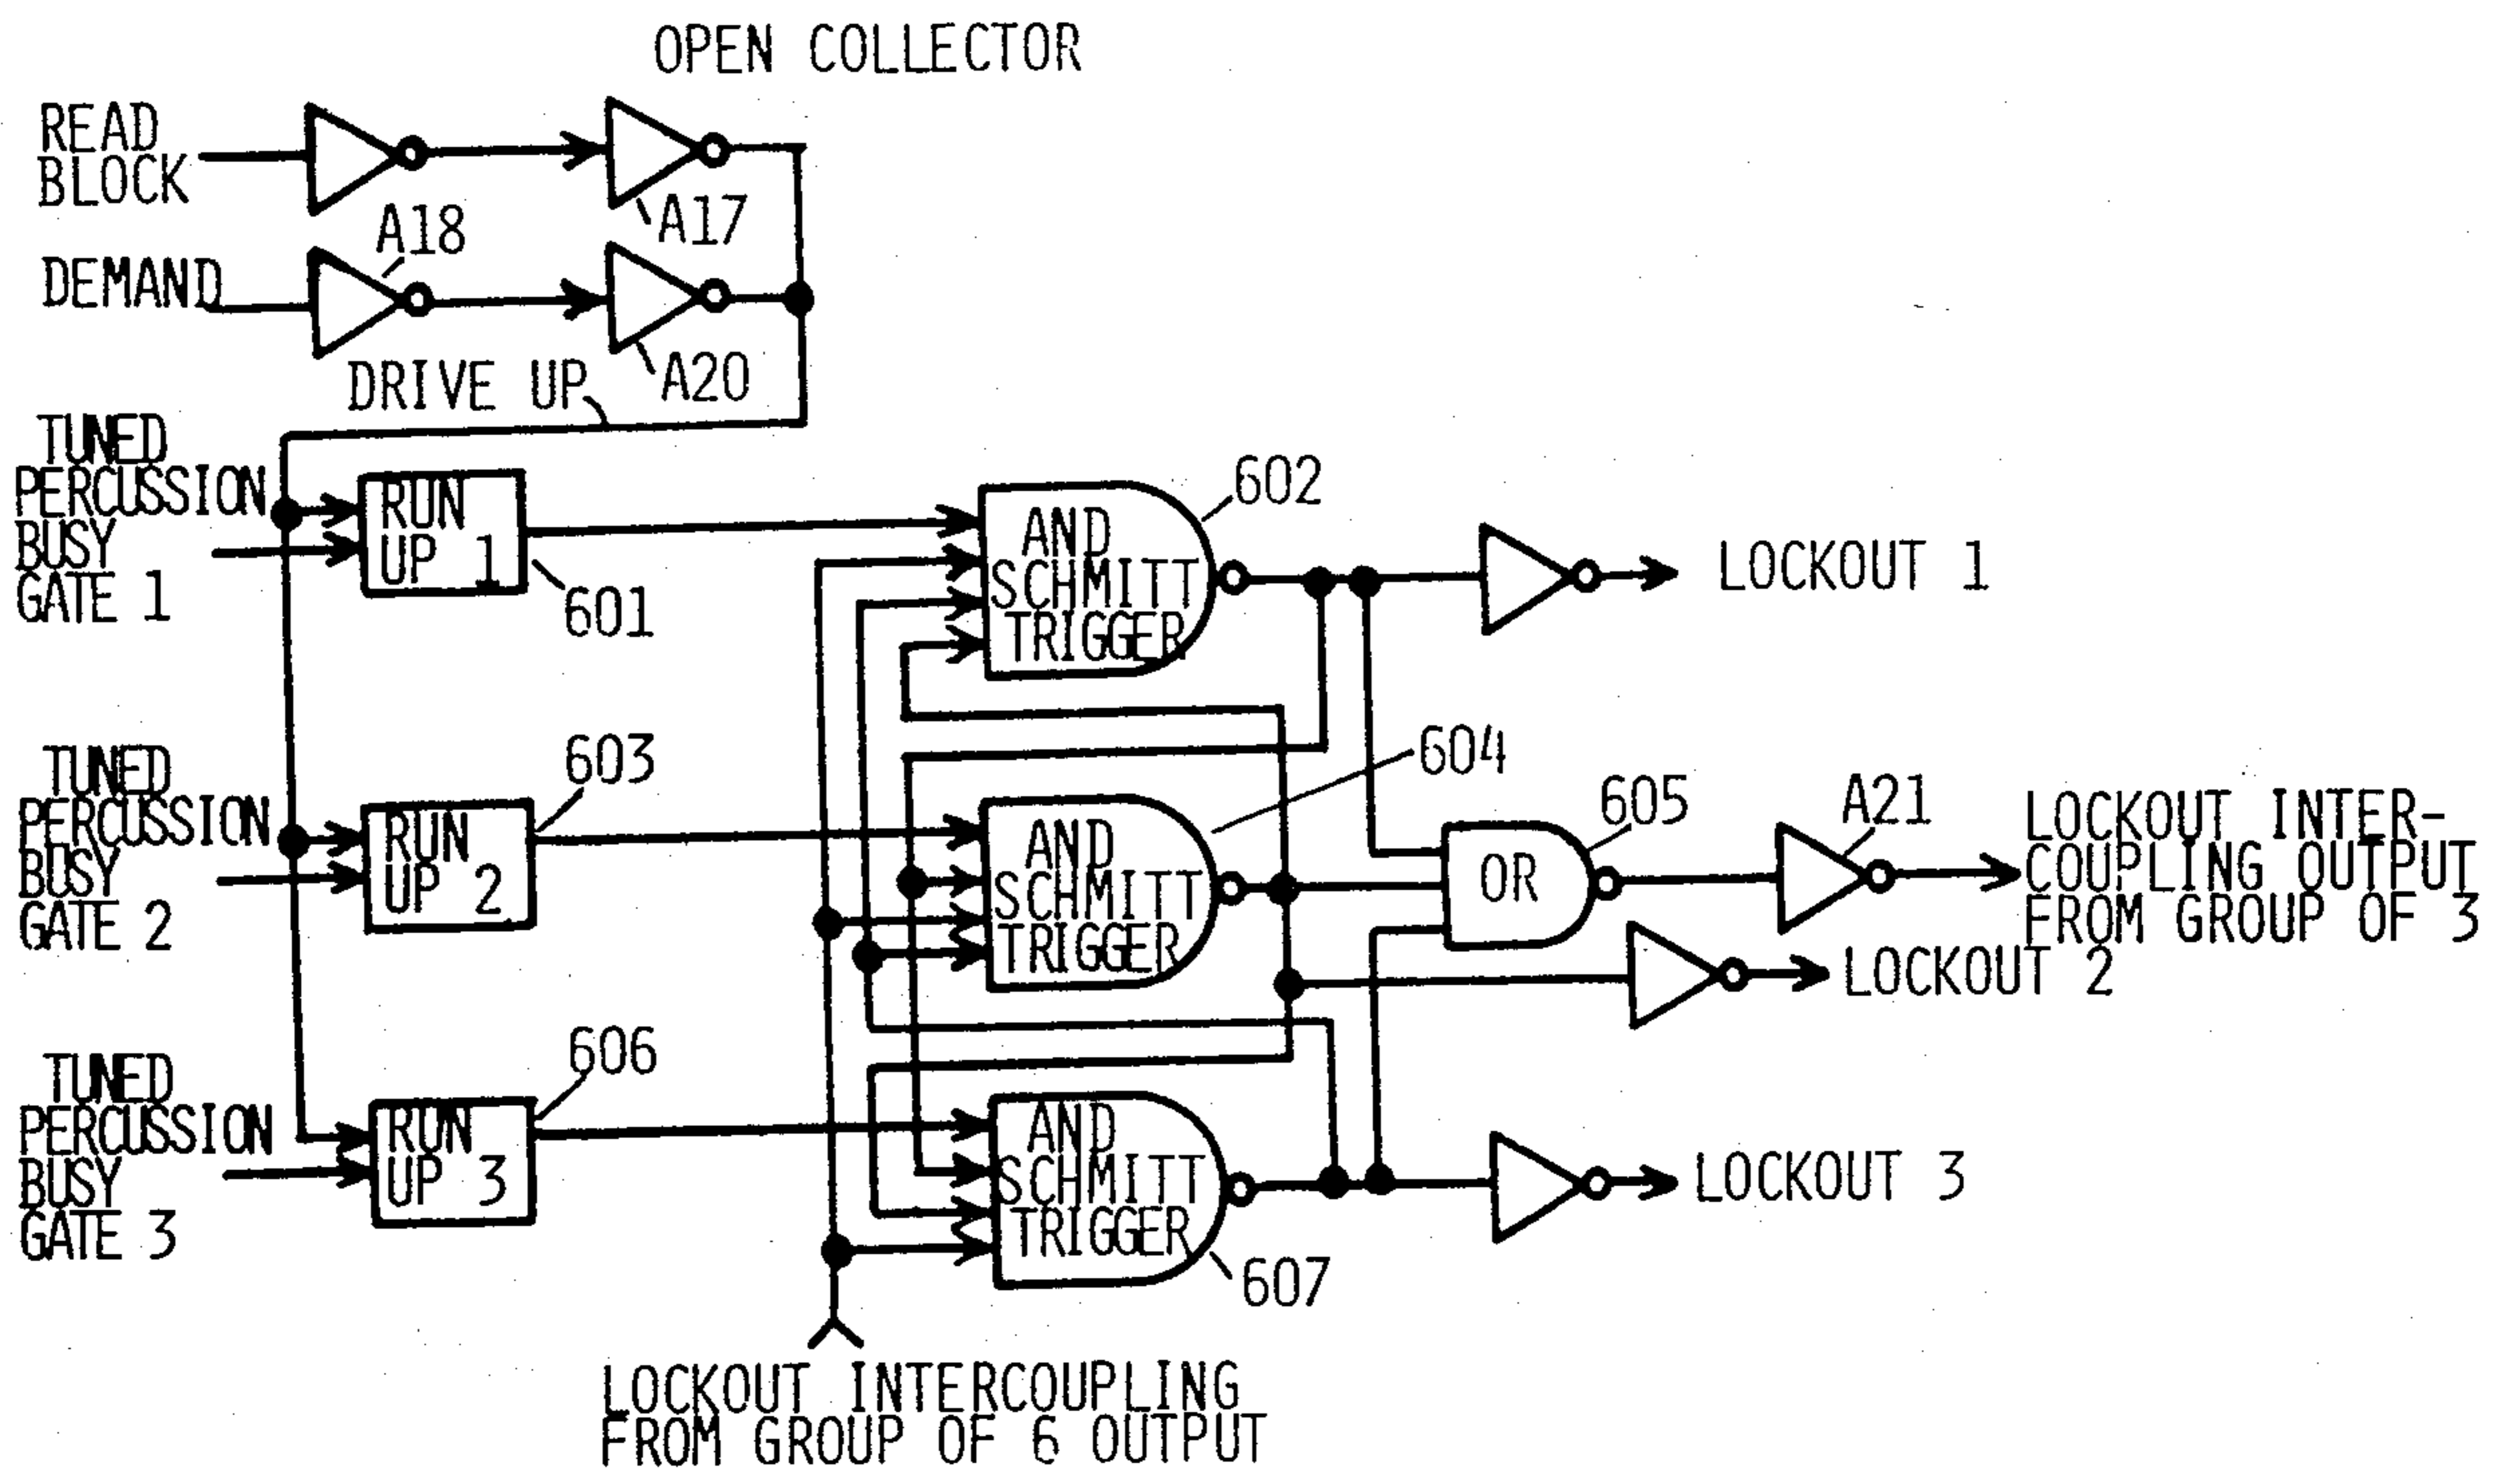 OPEN COLLECTOR
READ
BLOCK
A17
A18
DEMAND
A20
DRIVE UP
TUNED
PERCUSSION
BUSY
GATE 1
RUN
UP 1
601
AND
SCHMITT
TRIGGER
602
LOCKOUT 1
TUNED
PERCUSSION
BUSY
GATE 2
RUN
UP 2
603
AND
SCHMITT
TRIGGER
604
OR
605
A21
LOCKOUT INTER-
COUPLING OUTPUT
FROM GROUP OF 3
LOCKOUT 2
TUNED
PERCUSSION
BUSY
GATE 3
RUN
UP 3
606
AND
SCHMITT
TRIGGER
607
LOCKOUT 3
LOCKOUT INTERCOUPLING
FROM GROUP OF 6 OUTPUT